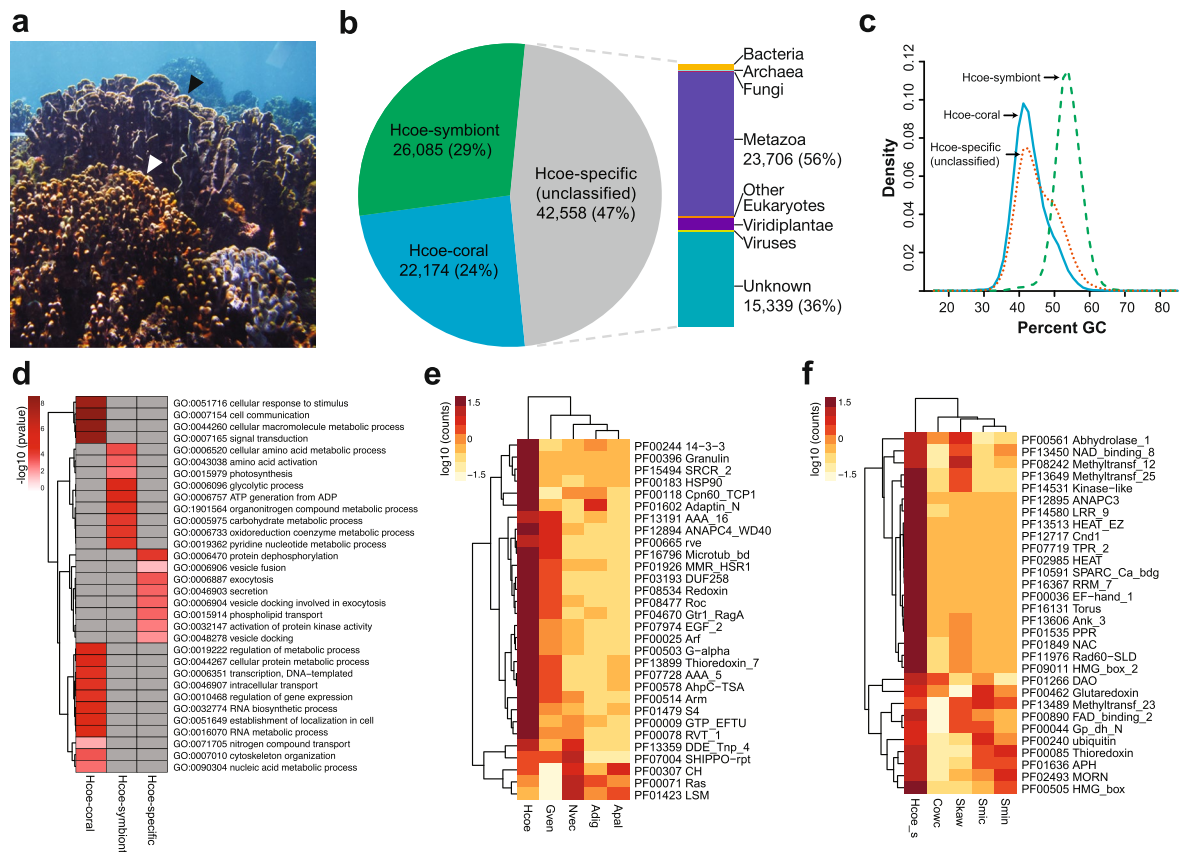 a
b
Hcoe-symbiont
26,085 (29%)
Hcoe-specific
(unclassified)
42,558 (47%)
Hcoe-coral
22,174 (24%)
Bacteria
Archaea
Fungi
Metazoa
23,706 (56%)
Other
Eukaryotes
Viridiplantae
Viruses
Unknown
15,339 (36%)
c
Density
0.02
0.04
0.06
0.08
0.10
0.12
Hcoe-symbiont
Hcoe-coral
Hcoe-specific
(unclassified)
20 30 40 50 60 70 80
Percent GC
d
-log10 (pvalue)
8
6
4
2
0
GO:0051716 cellular response to stimulus
GO:0007154 cell communication
GO:0044260 cellular macromolecule metabolic process
GO:0007165 signal transduction
GO:0006520 cellular amino acid metabolic process
GO:0043038 amino acid activation
GO:0015979 photosynthesis
GO:0006096 glycolytic process
GO:0006757 ATP generation from ADP
GO:1901564 organonitrogen compound metabolic process
GO:0005975 carbohydrate metabolic process
GO:0006733 oxidoreduction coenzyme metabolic process
GO:0019362 pyridine nucleotide metabolic process
GO:0006470 protein dephosphorylation
GO:0006906 vesicle fusion
GO:0006887 exocytosis
GO:0046903 secretion
GO:0006904 vesicle docking involved in exocytosis
GO:0015914 phospholipid transport
GO:0032147 activation of protein kinase activity
GO:0048278 vesicle docking
GO:0019222 regulation of metabolic process
GO:0044267 cellular protein metabolic process
GO:0006351 transcription, DNA−templated
GO:0046907 intracellular transport
GO:0010468 regulation of gene expression
GO:0032774 RNA biosynthetic process
GO:0051649 establishment of localization in cell
GO:0016070 RNA metabolic process
GO:0071705 nitrogen compound transport
GO:0007010 cytoskeleton organization
GO:0090304 nucleic acid metabolic process
Hcoe-coral
Hcoe-symbiont
Hcoe-specific
e
log10 (counts)
1.5
0
−1.5
PF00244 14−3−3
PF00396 Granulin
PF15494 SRCR_2
PF00183 HSP90
PF00118 Cpn60_TCP1
PF01602 Adaptin_N
PF13191 AAA_16
PF12894 ANAPC4_WD40
PF00665 rve
PF16796 Microtub_bd
PF01926 MMR_HSR1
PF03193 DUF258
PF08534 Redoxin
PF08477 Roc
PF04670 Gtr1_RagA
PF07974 EGF_2
PF00025 Arf
PF00503 G−alpha
PF13899 Thioredoxin_7
PF07728 AAA_5
PF00578 AhpC−TSA
PF00514 Arm
PF01479 S4
PF00009 GTP_EFTU
PF00078 RVT_1
PF13359 DDE_Tnp_4
PF07004 SHIPPO−rpt
PF00307 CH
PF00071 Ras
PF01423 LSM
Hcoe
Gven
Nvec
Adig
Apal
f
log10 (counts)
1.5
0
−1.5
PF00561 Abhydrolase_1
PF13450 NAD_binding_8
PF08242 Methyltransf_12
PF13649 Methyltransf_25
PF14531 Kinase−like
PF12895 ANAPC3
PF14580 LRR_9
PF13513 HEAT_EZ
PF12717 Cnd1
PF07719 TPR_2
PF02985 HEAT
PF10591 SPARC_Ca_bdg
PF16367 RRM_7
PF00036 EF−hand_1
PF16131 Torus
PF13606 Ank_3
PF01535 PPR
PF01849 NAC
PF11976 Rad60−SLD
PF09011 HMG_box_2
PF01266 DAO
PF00462 Glutaredoxin
PF13489 Methyltransf_23
PF00890 FAD_binding_2
PF00044 Gp_dh_N
PF00240 ubiquitin
PF00085 Thioredoxin
PF01636 APH
PF02493 MORN
PF00505 HMG_box
Hcoe_s
Cowc
Skaw
Smic
Smin